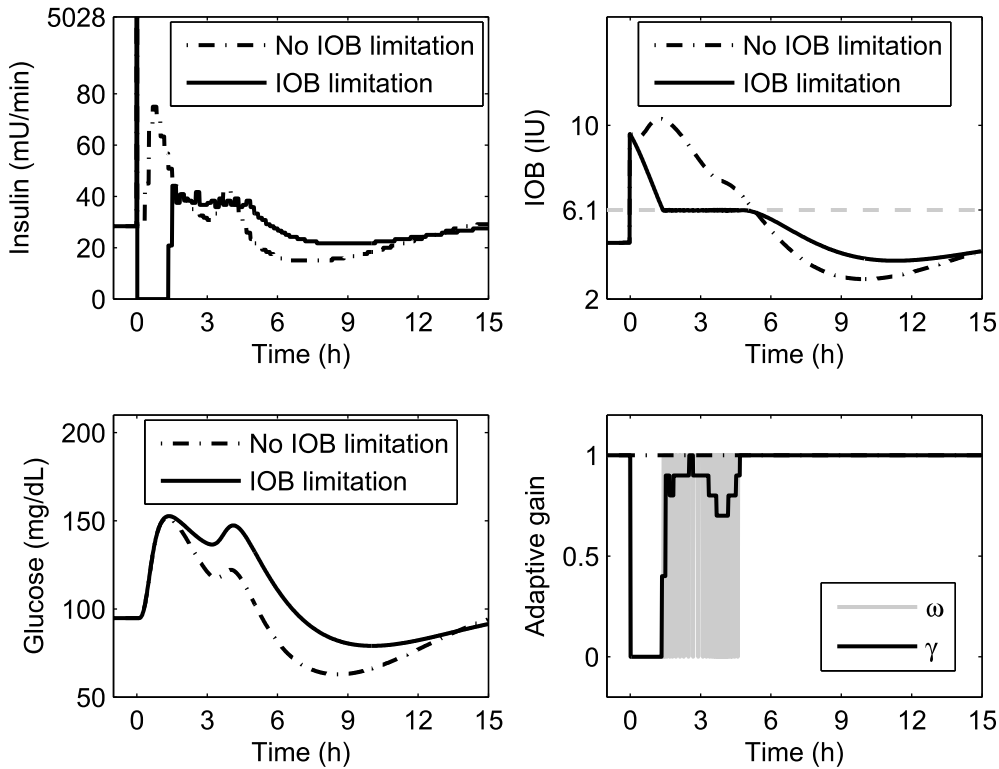 5028
80
60
40
20
0
Insulin (mU/min)
No IOB limitation
IOB limitation
0 3 6 9 12 15
Time (h)
10
6.1
2
IOB (IU)
No IOB limitation
IOB limitation
0 3 6 9 12 15
Time (h)
200
150
100
50
Glucose (mg/dL)
No IOB limitation
IOB limitation
0 3 6 9 12 15
Time (h)
1
0.5
0
Adaptive gain
ω
γ
0 3 6 9 12 15
Time (h)